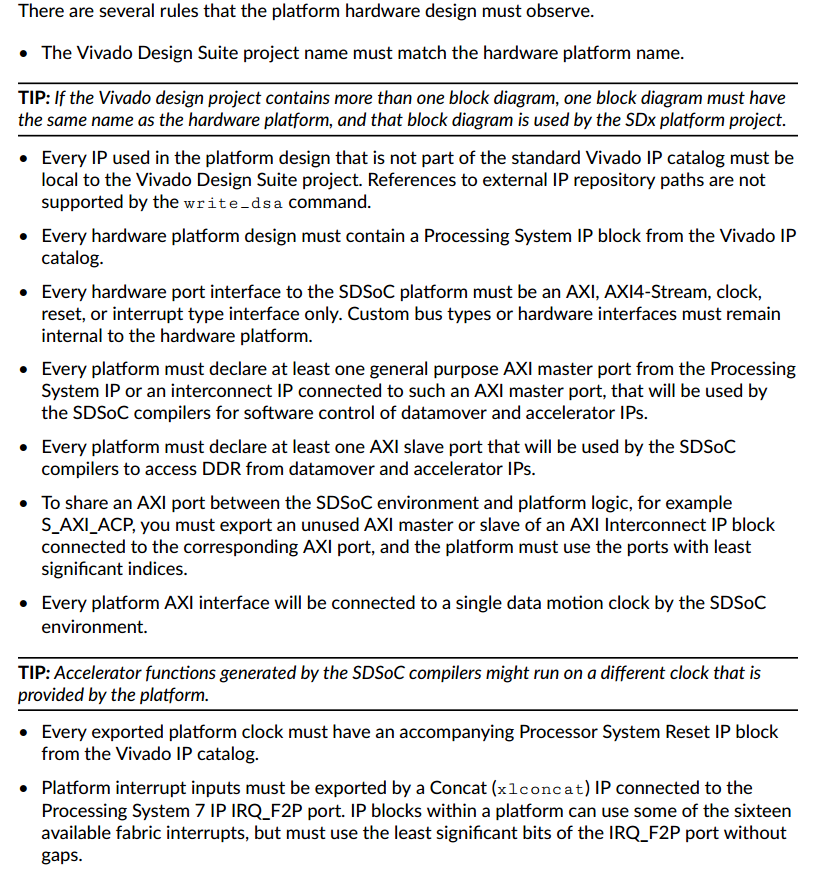 There are several rules that the platform hardware design must observe.
• The Vivado Design Suite project name must match the hardware platform name.
TIP: If the Vivado design project contains more than one block diagram, one block diagram must have
the same name as the hardware platform, and that block diagram is used by the SDx platform project.
• Every IP used in the platform design that is not part of the standard Vivado IP catalog must be
local to the Vivado Design Suite project. References to external IP repository paths are not
supported by the write_dsa command.
• Every hardware platform design must contain a Processing System IP block from the Vivado IP
catalog.
• Every hardware port interface to the SDSoC platform must be an AXI, AXI4-Stream, clock,
reset, or interrupt type interface only. Custom bus types or hardware interfaces must remain
internal to the hardware platform.
• Every platform must declare at least one general purpose AXI master port from the Processing
System IP or an interconnect IP connected to such an AXI master port, that will be used by
the SDSoC compilers for software control of datamover and accelerator IPs.
• Every platform must declare at least one AXI slave port that will be used by the SDSoC
compilers to access DDR from datamover and accelerator IPs.
• To share an AXI port between the SDSoC environment and platform logic, for example
S_AXI_ACP, you must export an unused AXI master or slave of an AXI Interconnect IP block
connected to the corresponding AXI port, and the platform must use the ports with least
significant indices.
• Every platform AXI interface will be connected to a single data motion clock by the SDSoC
environment.
TIP: Accelerator functions generated by the SDSoC compilers might run on a different clock that is
provided by the platform.
• Every exported platform clock must have an accompanying Processor System Reset IP block
from the Vivado IP catalog.
• Platform interrupt inputs must be exported by a Concat (xlconcat) IP connected to the
Processing System 7 IP IRQ_F2P port. IP blocks within a platform can use some of the sixteen
available fabric interrupts, but must use the least significant bits of the IRQ_F2P port without
gaps.